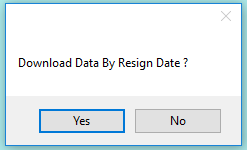 Download Data By Resign Date ?
Yes No